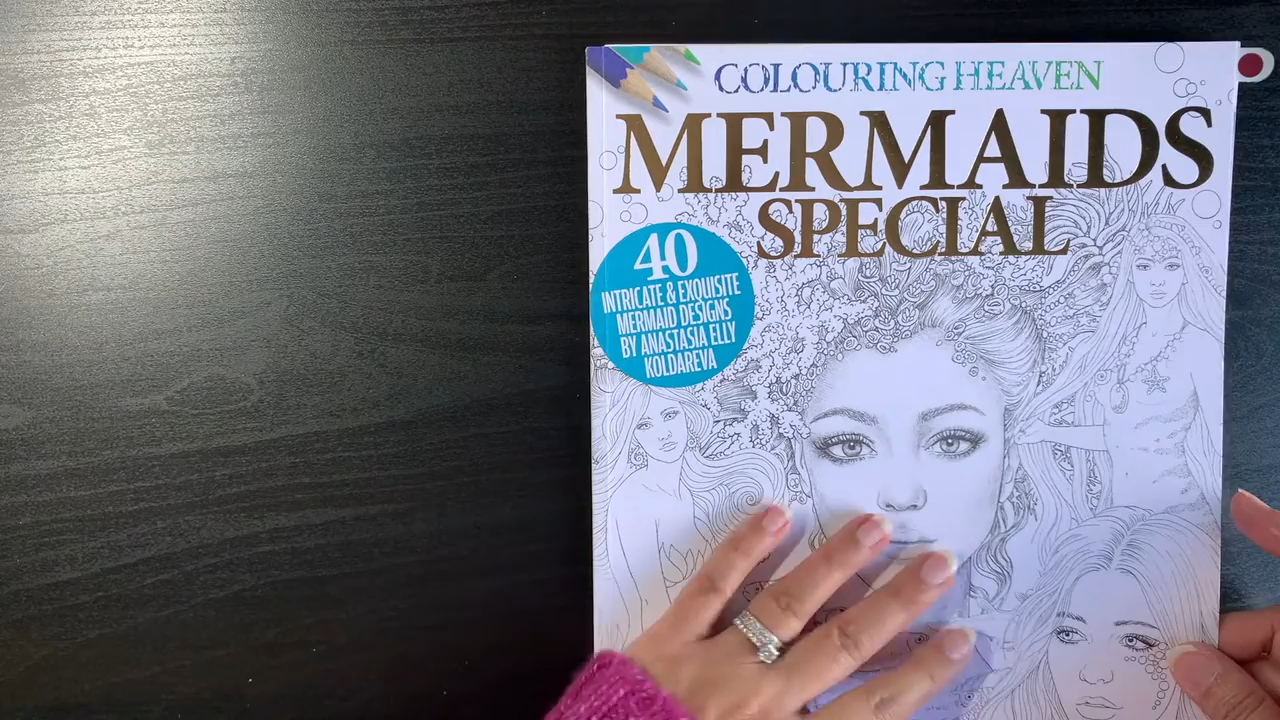 COLOURING HEAVEN
MERMAIDS
SPECIAL
40
INTRICATE & EXQUISITE
MERMAID DESIGNS
BY ANASTASIA ELLY
KOLDAREVA